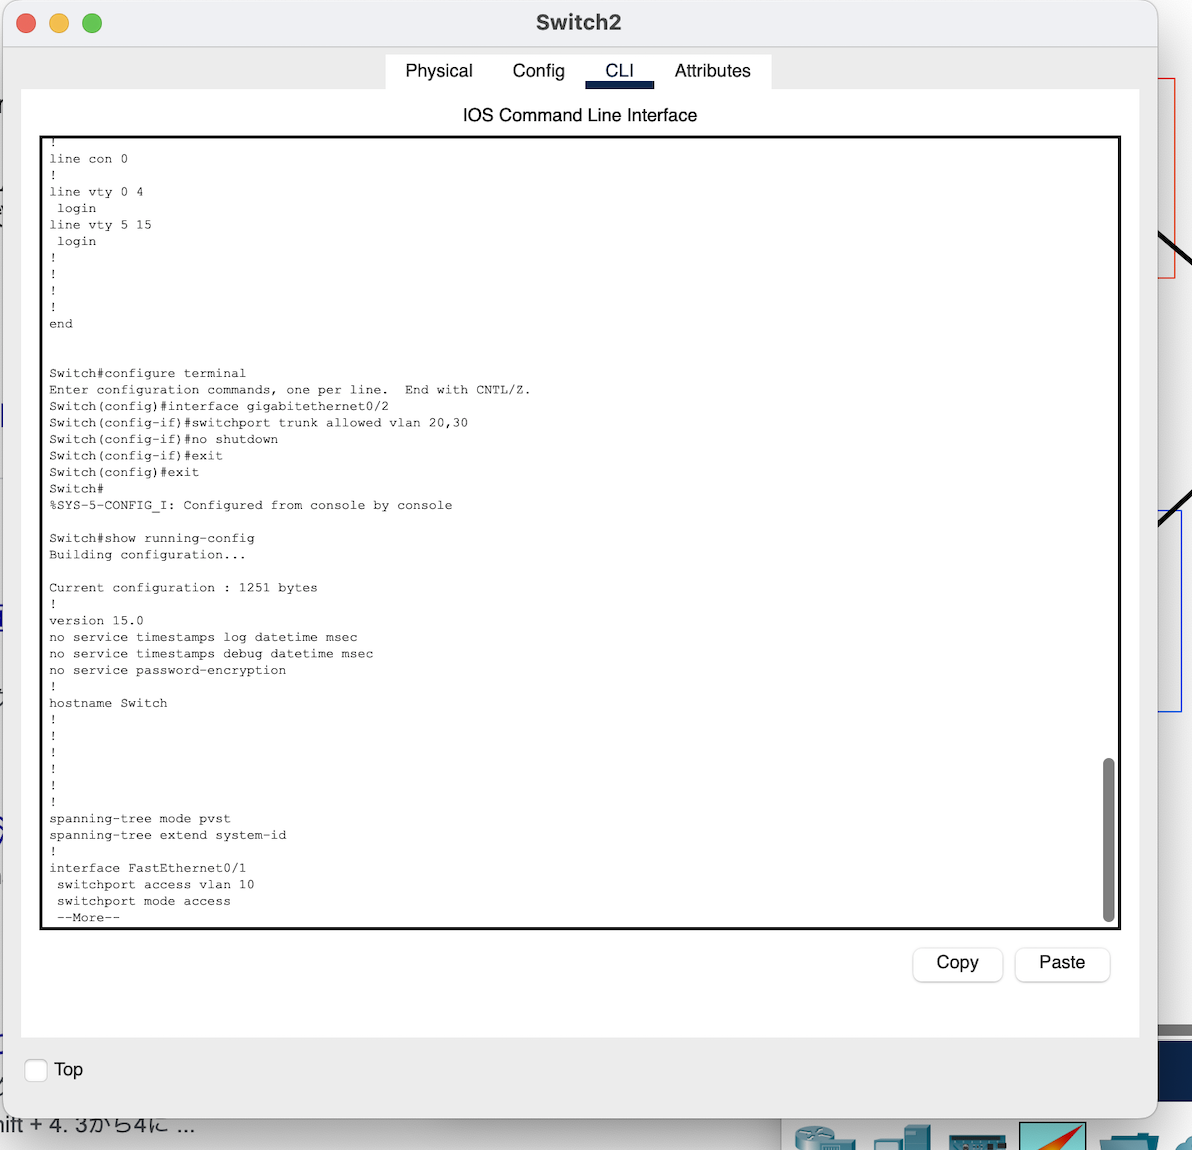 Switch2
Physical Config CLI Attributes
IOS Command Line Interface
!
line con 0
!
line vty 0 4
 login
line vty 5 15
 login
!
!
!
!
end
Switch#configure terminal
Enter configuration commands, one per line.  End with CNTL/Z.
Switch(config)#interface gigabitethernet0/2
Switch(config-if)#switchport trunk allowed vlan 20,30
Switch(config-if)#no shutdown
Switch(config-if)#exit
Switch(config)#exit
Switch#
%SYS-5-CONFIG_I: Configured from console by console
Switch#show running-config
Building configuration...
Current configuration : 1251 bytes
!
version 15.0
no service timestamps log datetime msec
no service timestamps debug datetime msec
no service password-encryption
!
hostname Switch
!
!
!
!
!
!
spanning-tree mode pvst
spanning-tree extend system-id
!
interface FastEthernet0/1
 switchport access vlan 10
 switchport mode access
 --More--
Copy Paste
Top
+ 4. 3から4に ...